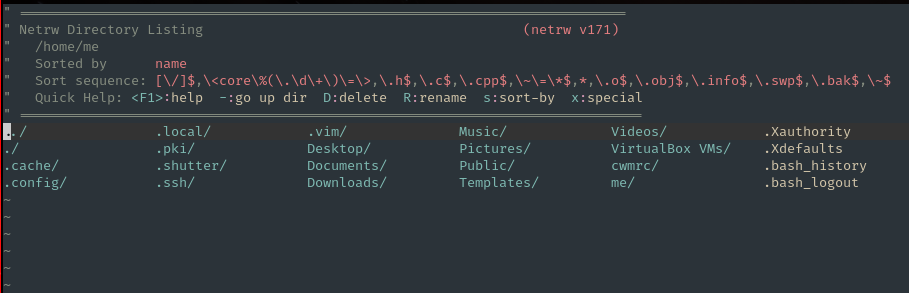 " ============================================================================
" Netrw Directory Listing                                        (netrw v171)
"   /home/me
"   Sorted by      name
"   Sort sequence: [\/]$,\<core\%(\.\d\+\)\=\>,\.h$,\.c$,\.cpp$,\~\=\*$,*,\.o$,\.obj$,\.info$,\.swp$,\.bak$,\~$
"   Quick Help: <F1>:help  -:go up dir  D:delete  R:rename  s:sort-by  x:special
" ==============================================================================
../ .local/ .vim/ Music/ Videos/ .Xauthority
./ .pki/ Desktop/ Pictures/ VirtualBox VMs/ .Xdefaults
.cache/ .shutter/ Documents/ Public/ cwmrc/ .bash_history
.config/ .ssh/ Downloads/ Templates/ me/ .bash_logout
~
~
~
~
~
~